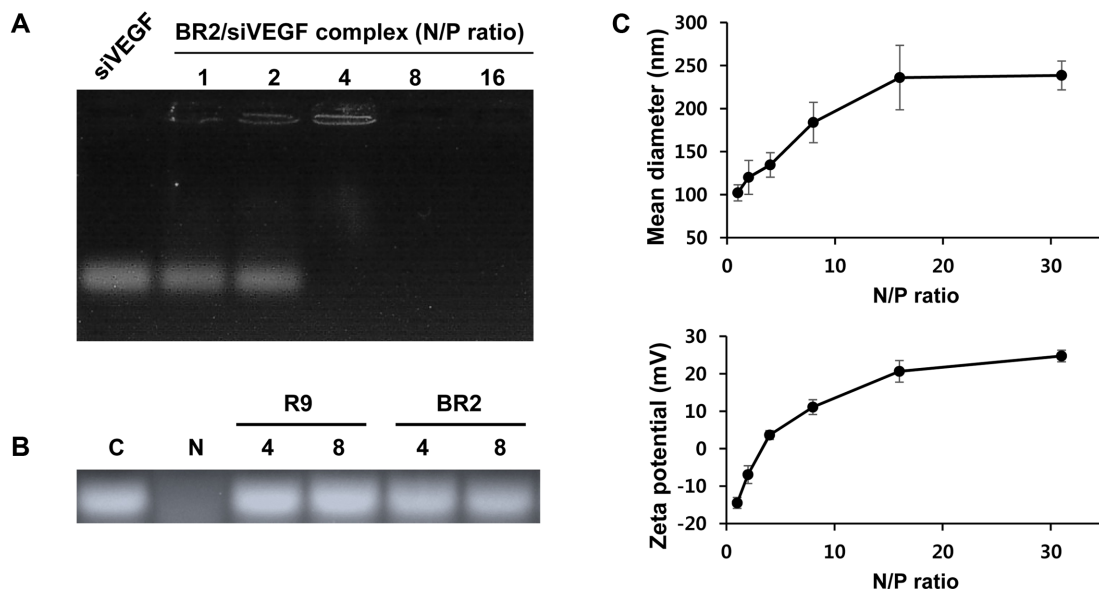 A
siVEGF
BR2/siVEGF complex (N/P ratio)
1 2 4 8 16
B
R9 BR2
C N 4 8 4 8
C
Mean diameter (nm)
300
250
200
150
100
50
0 10 20 30
N/P ratio
Zeta potential (mV)
30
20
10
0
-10
-20
0 10 20 30
N/P ratio